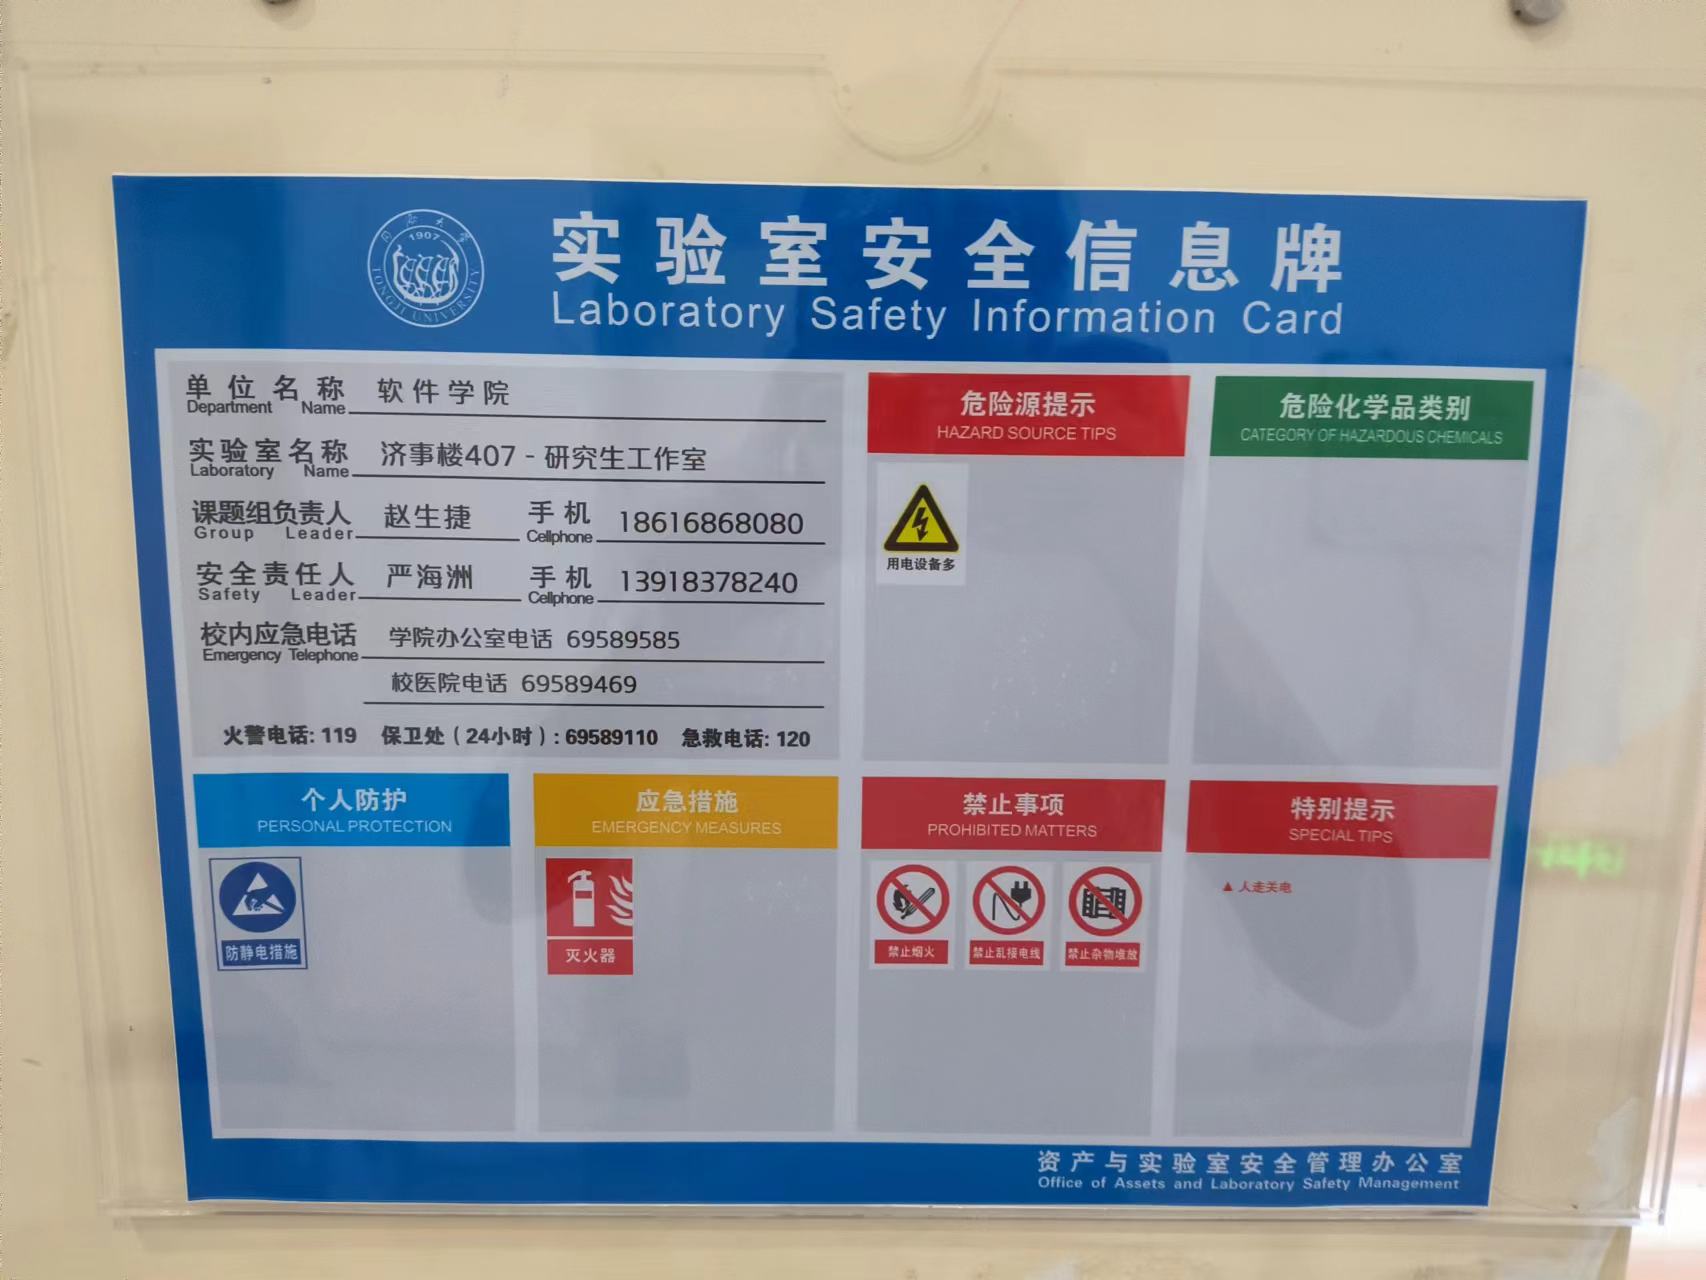 同济大学
1907
TONGJI UNIVERSITY
实验室安全信息牌
Laboratory Safety Information Card
单位名称 软件学院
Department Name
实验室名称 济事楼407 - 研究生工作室
Laboratory Name
课题组负责人 赵生捷 手机 18616868080
Group Leader Cellphone
安全责任人 严海洲 手机 13918378240
Safety Leader Cellphone
校内应急电话 学院办公室电话 69589585
Emergency Telephone
校医院电话 69589469
火警电话: 119 保卫处（24小时）: 69589110 急救电话: 120
危险源提示
HAZARD SOURCE TIPS
用电设备多
危险化学品类别
CATEGORY OF HAZARDOUS CHEMICALS
个人防护
PERSONAL PROTECTION
防静电措施
应急措施
EMERGENCY MEASURES
灭火器
禁止事项
PROHIBITED MATTERS
禁止烟火 禁止乱接电线 禁止杂物堆放
特别提示
SPECIAL TIPS
▲ 人走关电
资产与实验室安全管理办公室
Office of Assets and Laboratory Safety Management